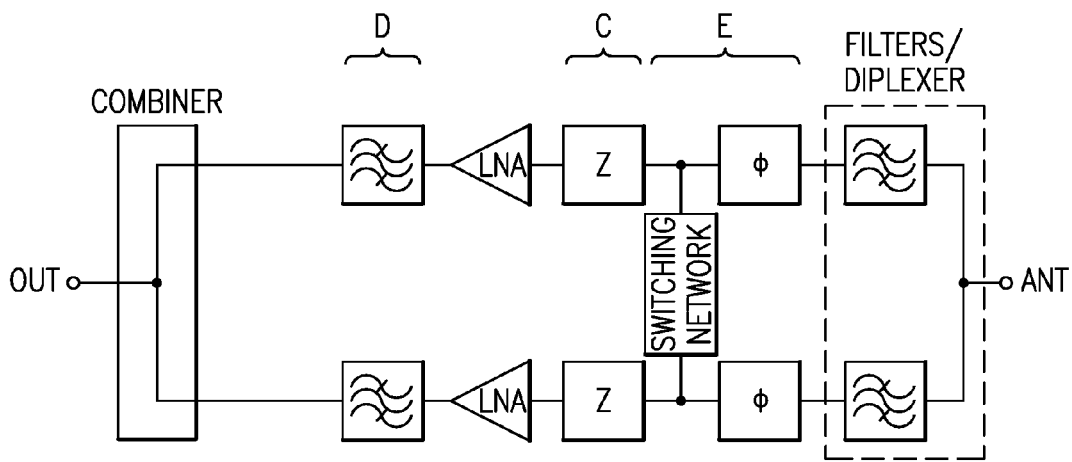 D
C
E
FILTERS/
DIPLEXER
COMBINER
LNA
Z
ϕ
SWITCHING
NETWORK
OUT
ANT
LNA
Z
ϕ